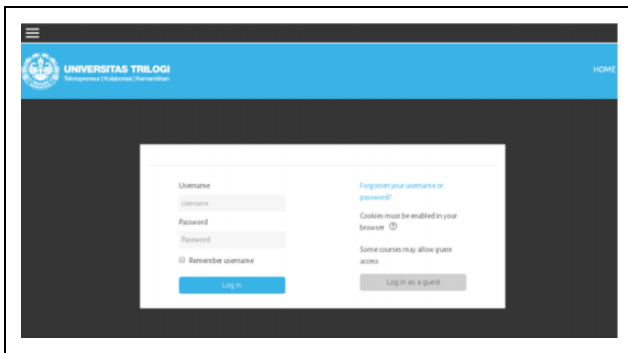 UNIVERSITAS TRILOGI
Teknopreneur | Kolaborasi | Kemandirian
HOME
Username
Username
Password
Password
Remember username
Log in
Forgotten your username or
password?
Cookies must be enabled in your
browser
Some courses may allow guest
access
Log in as a guest